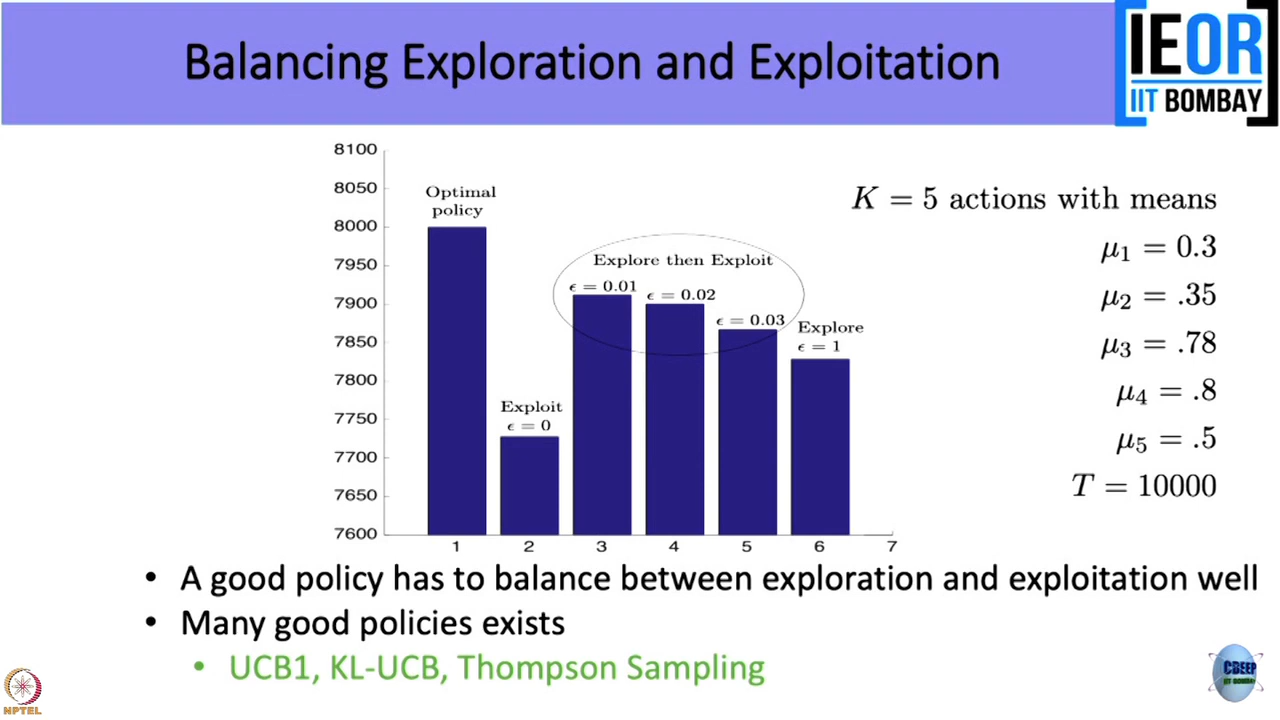 Balancing Exploration and Exploitation
IEOR
IIT BOMBAY
8100
8050
8000
7950
7900
7850
7800
7750
7700
7650
7600
Optimal
policy
Exploit
ϵ = 0
Explore then Exploit
ϵ = 0.01
ϵ = 0.02
ϵ = 0.03
Explore
ϵ = 1
1 2 3 4 5 6 7
K = 5 actions with means
μ₁ = 0.3
μ₂ = .35
μ₃ = .78
μ₄ = .8
μ₅ = .5
T = 10000
• A good policy has to balance between exploration and exploitation well
• Many good policies exists
• UCB1, KL-UCB, Thompson Sampling
NPTEL
CDEEP
IIT Bombay